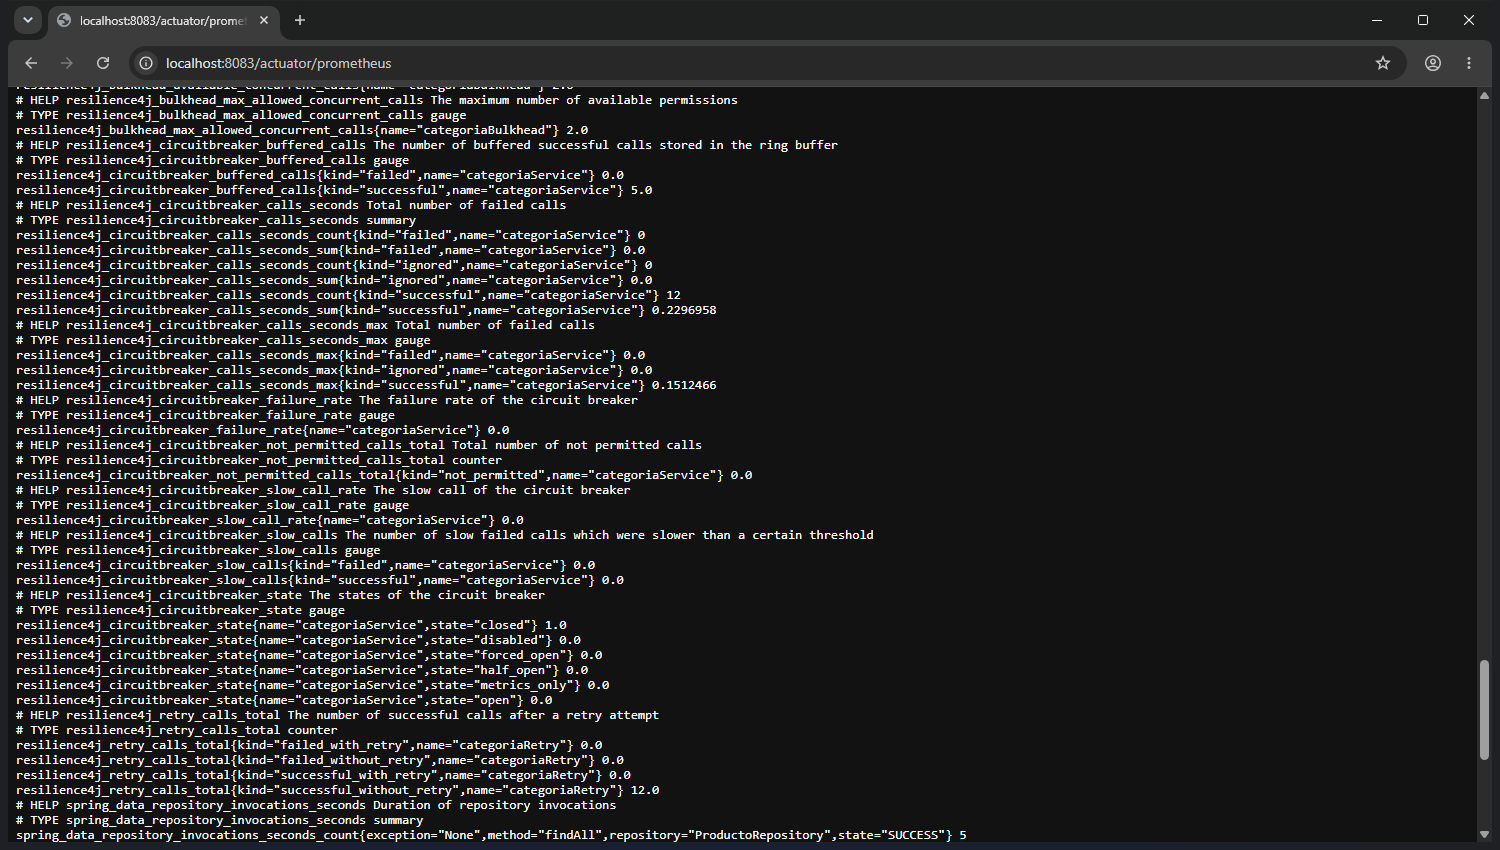 localhost:8083/actuator/prome
localhost:8083/actuator/prometheus
resilience4j_bulkhead_available_concurrent_calls{name="categoriaBulkhead"} 2.0
# HELP resilience4j_bulkhead_max_allowed_concurrent_calls The maximum number of available permissions
# TYPE resilience4j_bulkhead_max_allowed_concurrent_calls gauge
resilience4j_bulkhead_max_allowed_concurrent_calls{name="categoriaBulkhead"} 2.0
# HELP resilience4j_circuitbreaker_buffered_calls The number of buffered successful calls stored in the ring buffer
# TYPE resilience4j_circuitbreaker_buffered_calls gauge
resilience4j_circuitbreaker_buffered_calls{kind="failed",name="categoriaService"} 0.0
resilience4j_circuitbreaker_buffered_calls{kind="successful",name="categoriaService"} 5.0
# HELP resilience4j_circuitbreaker_calls_seconds Total number of failed calls
# TYPE resilience4j_circuitbreaker_calls_seconds summary
resilience4j_circuitbreaker_calls_seconds_count{kind="failed",name="categoriaService"} 0
resilience4j_circuitbreaker_calls_seconds_sum{kind="failed",name="categoriaService"} 0.0
resilience4j_circuitbreaker_calls_seconds_count{kind="ignored",name="categoriaService"} 0
resilience4j_circuitbreaker_calls_seconds_sum{kind="ignored",name="categoriaService"} 0.0
resilience4j_circuitbreaker_calls_seconds_count{kind="successful",name="categoriaService"} 12
resilience4j_circuitbreaker_calls_seconds_sum{kind="successful",name="categoriaService"} 0.2296958
# HELP resilience4j_circuitbreaker_calls_seconds_max Total number of failed calls
# TYPE resilience4j_circuitbreaker_calls_seconds_max gauge
resilience4j_circuitbreaker_calls_seconds_max{kind="failed",name="categoriaService"} 0.0
resilience4j_circuitbreaker_calls_seconds_max{kind="ignored",name="categoriaService"} 0.0
resilience4j_circuitbreaker_calls_seconds_max{kind="successful",name="categoriaService"} 0.1512466
# HELP resilience4j_circuitbreaker_failure_rate The failure rate of the circuit breaker
# TYPE resilience4j_circuitbreaker_failure_rate gauge
resilience4j_circuitbreaker_failure_rate{name="categoriaService"} 0.0
# HELP resilience4j_circuitbreaker_not_permitted_calls_total Total number of not permitted calls
# TYPE resilience4j_circuitbreaker_not_permitted_calls_total counter
resilience4j_circuitbreaker_not_permitted_calls_total{kind="not_permitted",name="categoriaService"} 0.0
# HELP resilience4j_circuitbreaker_slow_call_rate The slow call of the circuit breaker
# TYPE resilience4j_circuitbreaker_slow_call_rate gauge
resilience4j_circuitbreaker_slow_call_rate{name="categoriaService"} 0.0
# HELP resilience4j_circuitbreaker_slow_calls The number of slow failed calls which were slower than a certain threshold
# TYPE resilience4j_circuitbreaker_slow_calls gauge
resilience4j_circuitbreaker_slow_calls{kind="failed",name="categoriaService"} 0.0
resilience4j_circuitbreaker_slow_calls{kind="successful",name="categoriaService"} 0.0
# HELP resilience4j_circuitbreaker_state The states of the circuit breaker
# TYPE resilience4j_circuitbreaker_state gauge
resilience4j_circuitbreaker_state{name="categoriaService",state="closed"} 1.0
resilience4j_circuitbreaker_state{name="categoriaService",state="disabled"} 0.0
resilience4j_circuitbreaker_state{name="categoriaService",state="forced_open"} 0.0
resilience4j_circuitbreaker_state{name="categoriaService",state="half_open"} 0.0
resilience4j_circuitbreaker_state{name="categoriaService",state="metrics_only"} 0.0
resilience4j_circuitbreaker_state{name="categoriaService",state="open"} 0.0
# HELP resilience4j_retry_calls_total The number of successful calls after a retry attempt
# TYPE resilience4j_retry_calls_total counter
resilience4j_retry_calls_total{kind="failed_with_retry",name="categoriaRetry"} 0.0
resilience4j_retry_calls_total{kind="failed_without_retry",name="categoriaRetry"} 0.0
resilience4j_retry_calls_total{kind="successful_with_retry",name="categoriaRetry"} 0.0
resilience4j_retry_calls_total{kind="successful_without_retry",name="categoriaRetry"} 12.0
# HELP spring_data_repository_invocations_seconds Duration of repository invocations
# TYPE spring_data_repository_invocations_seconds summary
spring_data_repository_invocations_seconds_count{exception="None",method="findAll",repository="ProductoRepository",state="SUCCESS"} 5